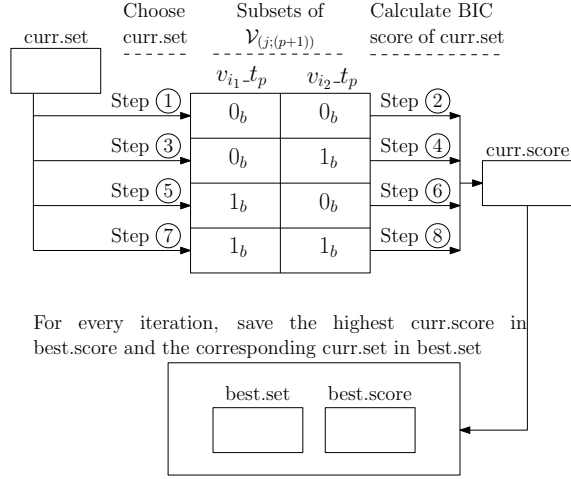 Choose
curr.set
Subsets of
𝒱_{(j;(p+1))}
Calculate BIC
score of curr.set
curr.set
v_{i_1}_t_p
v_{i_2}_t_p
Step ①
0_b
0_b
Step ②
Step ③
0_b
1_b
Step ④
Step ⑤
1_b
0_b
Step ⑥
Step ⑦
1_b
1_b
Step ⑧
curr.score
For every iteration, save the highest curr.score in
best.score and the corresponding curr.set in best.set
best.set
best.score